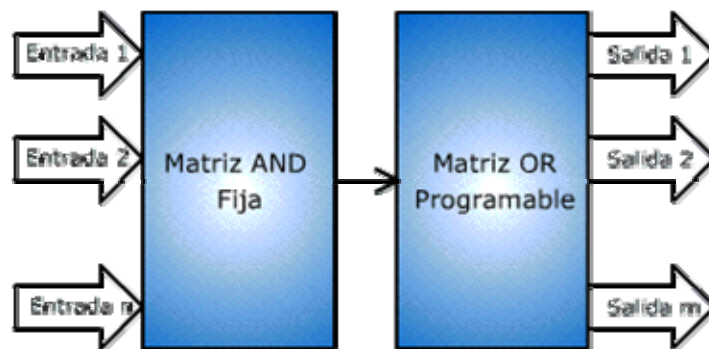 Entrada 1
Entrada 2
Entrada n
Matriz AND
Fija
Matriz OR
Programable
Salida 1
Salida 2
Salida m